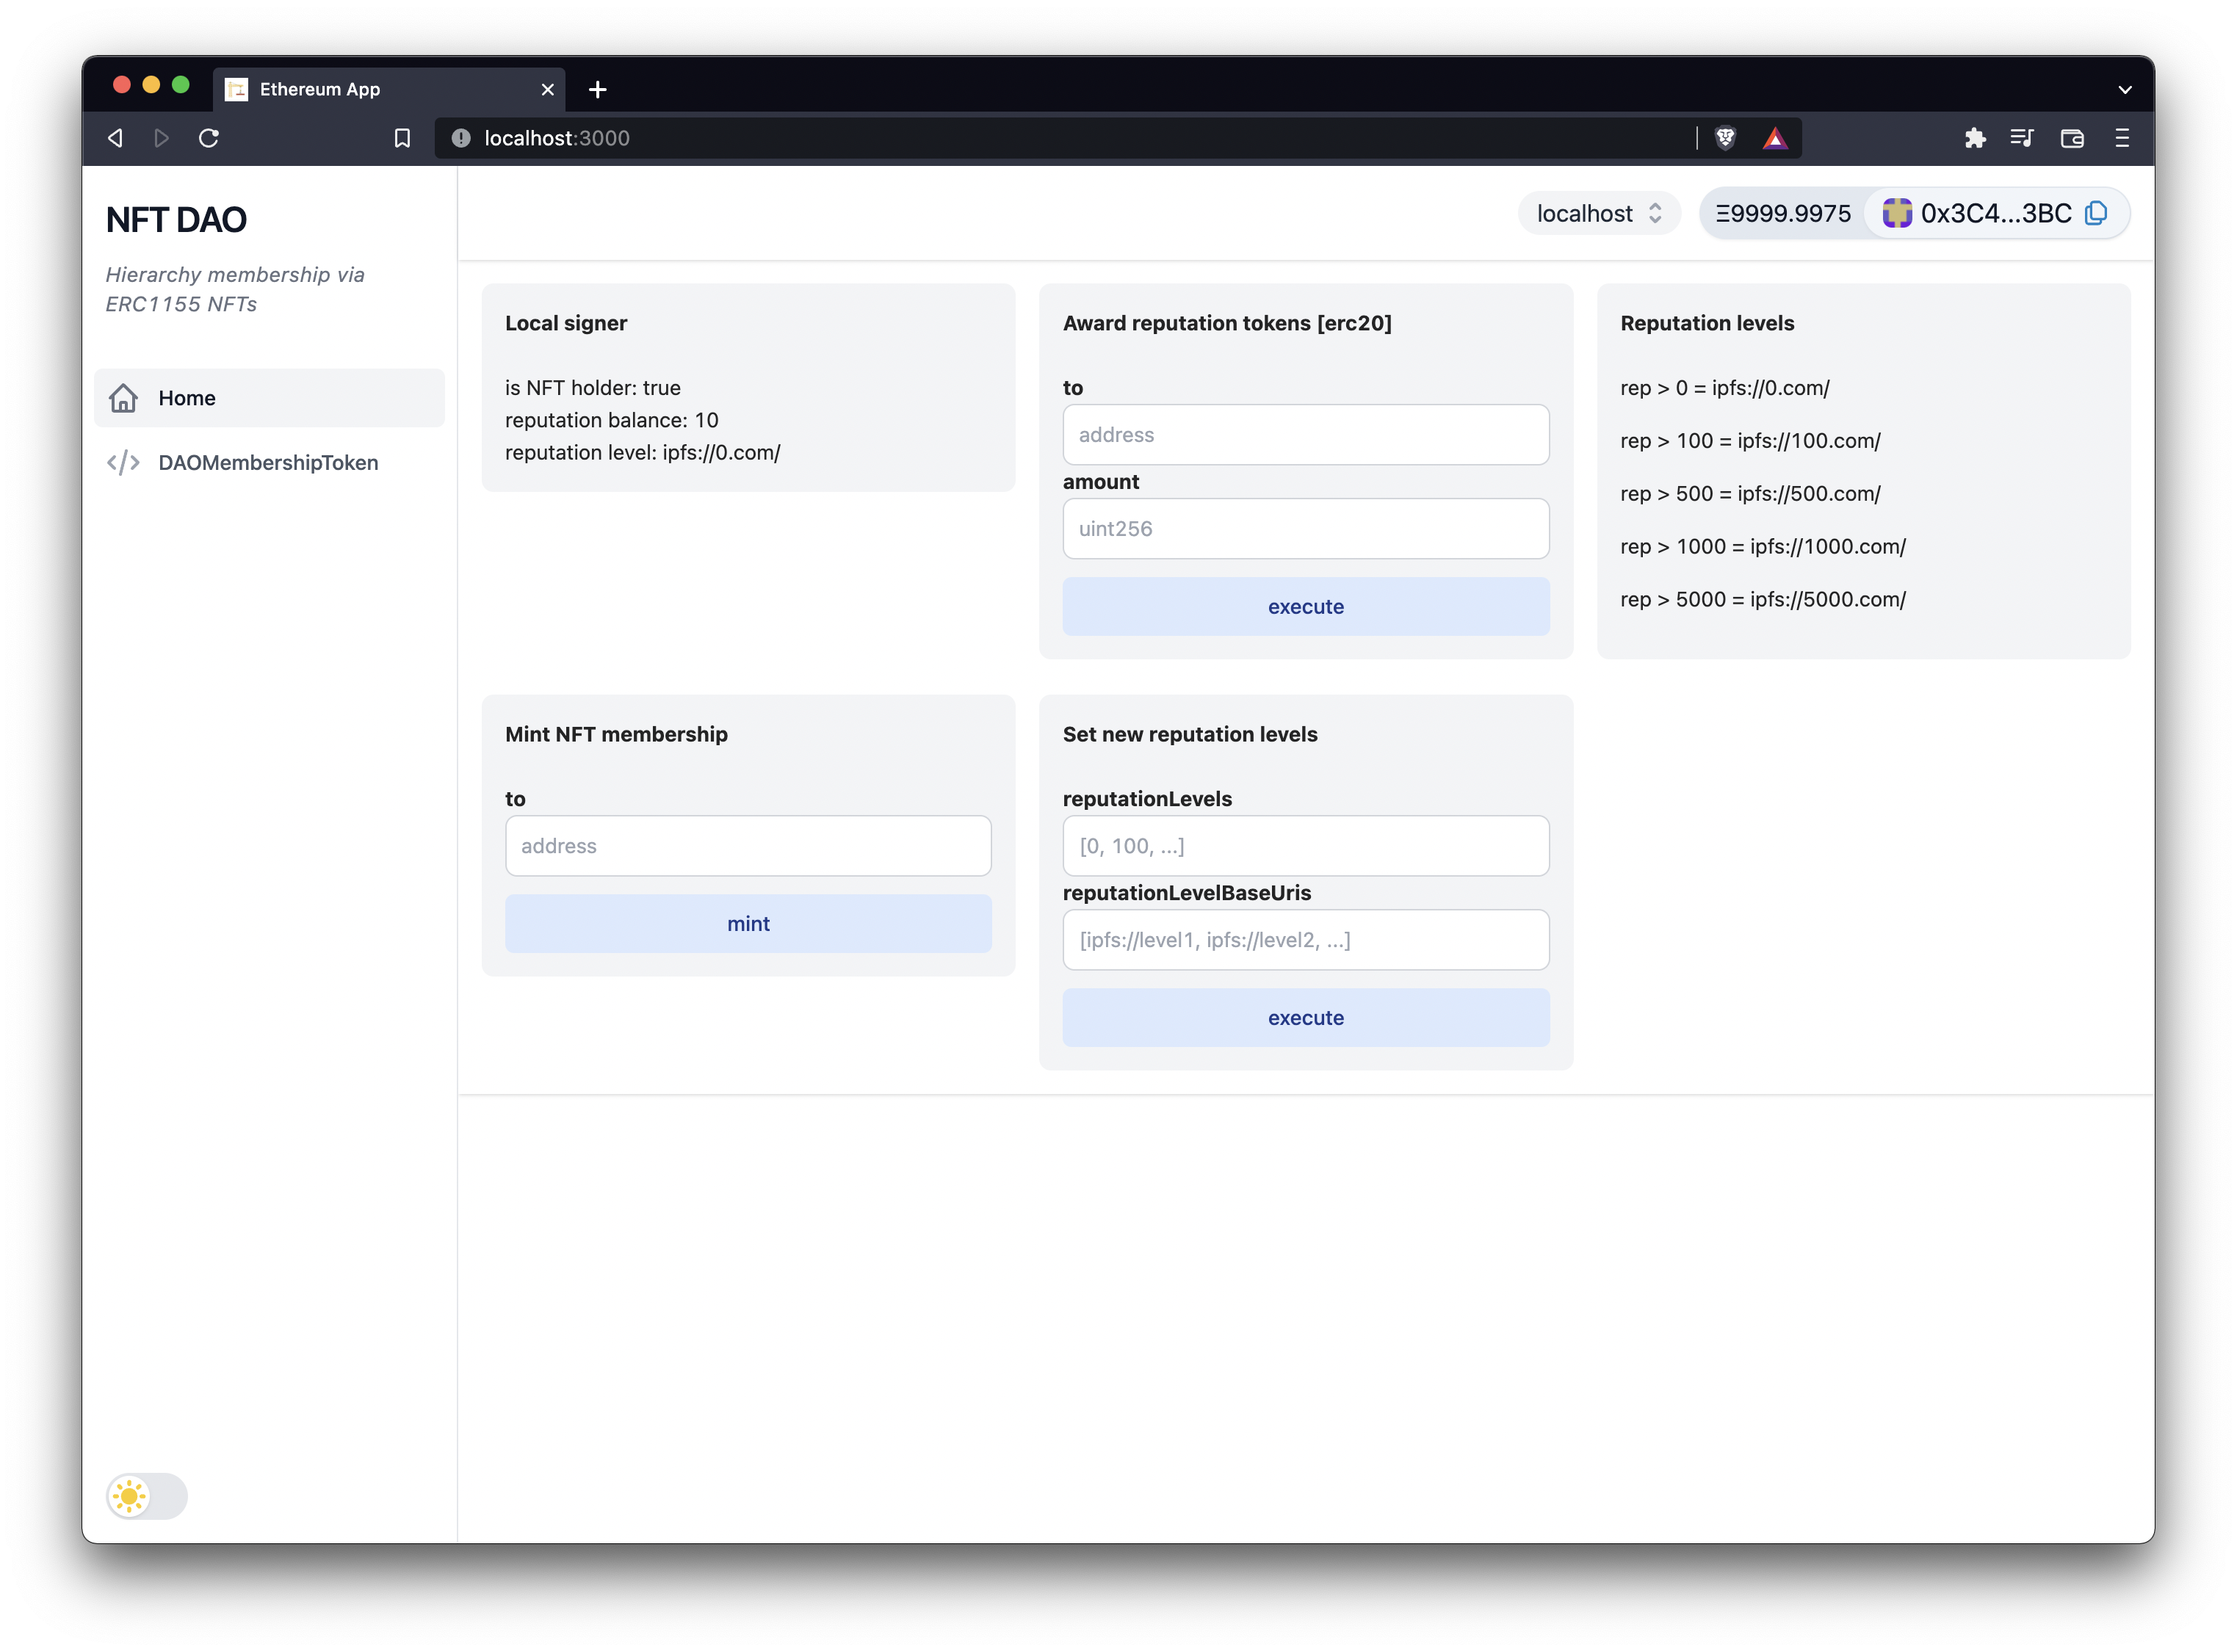 Ethereum App
localhost:3000
NFT DAO
Hierarchy membership via
ERC1155 NFTs
Home
DAOMembershipToken
localhost
Ξ9999.9975
0x3C4...3BC
Local signer
is NFT holder: true
reputation balance: 10
reputation level: ipfs://0.com/
Award reputation tokens [erc20]
to
address
amount
uint256
execute
Reputation levels
rep > 0 = ipfs://0.com/
rep > 100 = ipfs://100.com/
rep > 500 = ipfs://500.com/
rep > 1000 = ipfs://1000.com/
rep > 5000 = ipfs://5000.com/
Mint NFT membership
to
address
mint
Set new reputation levels
reputationLevels
[0, 100, ...]
reputationLevelBaseUris
[ipfs://level1, ipfs://level2, ...]
execute